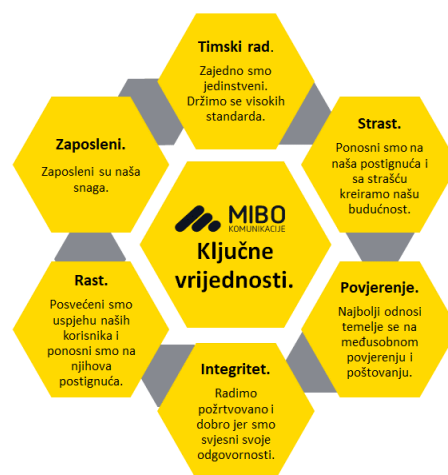 Timski rad.
Zajedno smo
jedinstveni.
Držimo se visokih
standarda.
Strast.
Ponosni smo na
naša postignuća i
sa strašću
kreiramo našu
budućnost.
Povjerenje.
Najbolji odnosi
temelje se na
međusobnom
povjerenju i
poštovanju.
Integritet.
Radimo
požrtvovano i
dobro jer smo
svjesni svoje
odgovornosti.
Rast.
Posvećeni smo
uspjehu naših
korisnika i
ponosni smo na
njihova
postignuća.
Zaposleni.
Zaposleni su naša
snaga.
MIBO
KOMUNIKACIJE
Ključne
vrijednosti.